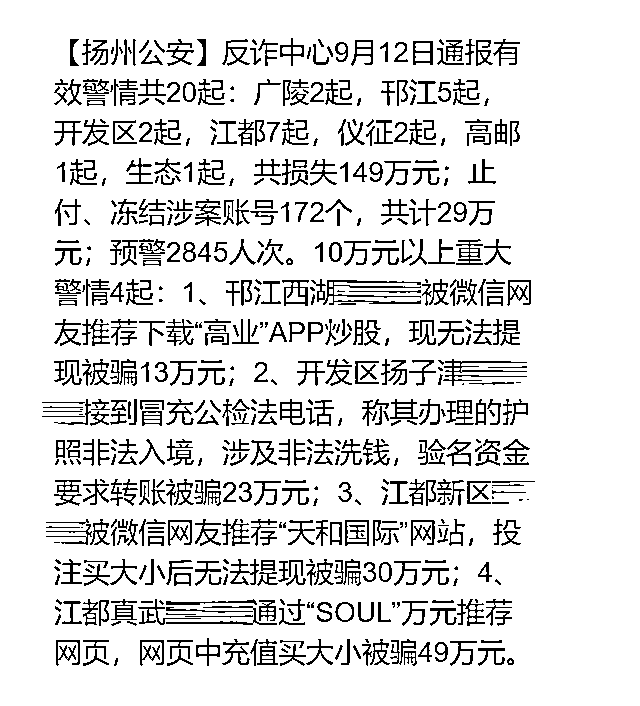 【扬州公安】反诈中心9月12日通报有
效警情共20起：广陵2起，邗江5起，
开发区2起，江都7起，仪征2起，高邮
1起，生态1起，共损失149万元；止
付、冻结涉案账号172个，共计29万
元；预警2845人次。10万元以上重大
警情4起：1、邗江西湖被微信网
友推荐下载“高业”APP炒股，现无法提
现被骗13万元；2、开发区扬子津
接到冒充公检法电话，称其办理的护
照非法入境，涉及非法洗钱，验名资金
要求转账被骗23万元；3、江都新区
被微信网友推荐“天和国际”网站，投
注买大小后无法提现被骗30万元；4、
江都真武通过“SOUL”万元推荐
网页，网页中充值买大小被骗49万元。